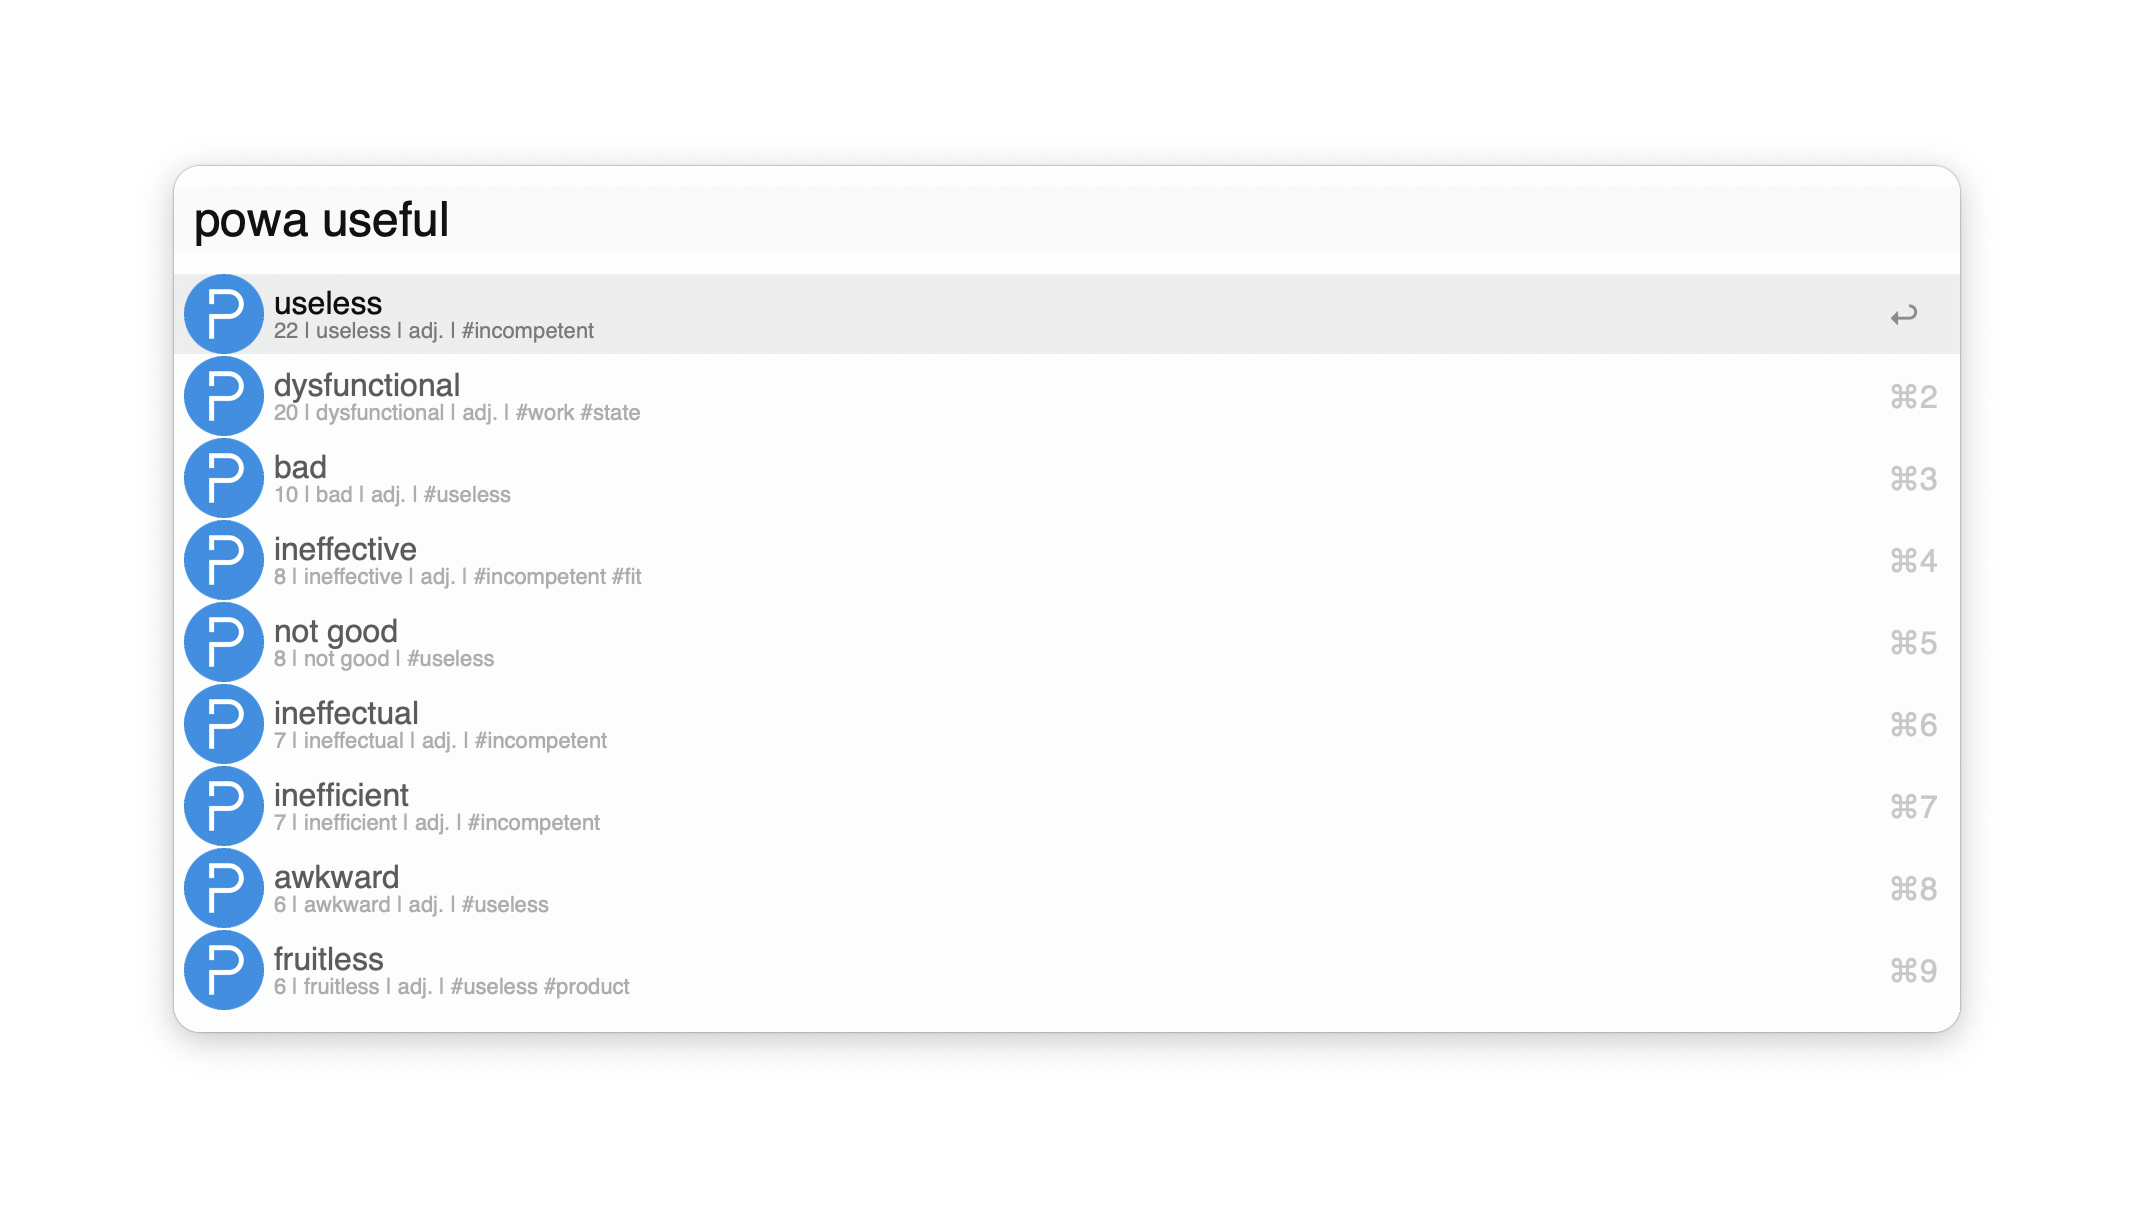 powa useful
useless
22 | useless | adj. | #incompetent
dysfunctional
20 | dysfunctional | adj. | #work #state
⌘2
bad
10 | bad | adj. | #useless
⌘3
ineffective
8 | ineffective | adj. | #incompetent #fit
⌘4
not good
8 | not good | #useless
⌘5
ineffectual
7 | ineffectual | adj. | #incompetent
⌘6
inefficient
7 | inefficient | adj. | #incompetent
⌘7
awkward
6 | awkward | adj. | #useless
⌘8
fruitless
6 | fruitless | adj. | #useless #product
⌘9